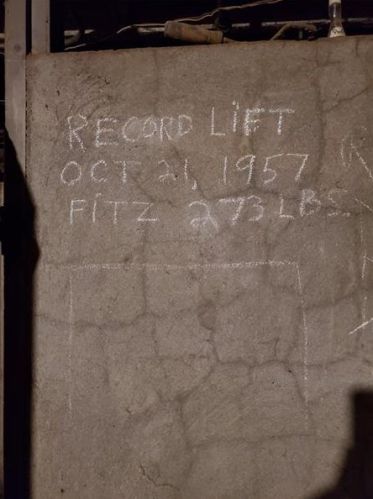 RECORD LiFT
OCT 21, 1957
FiTZ 273 LBS.